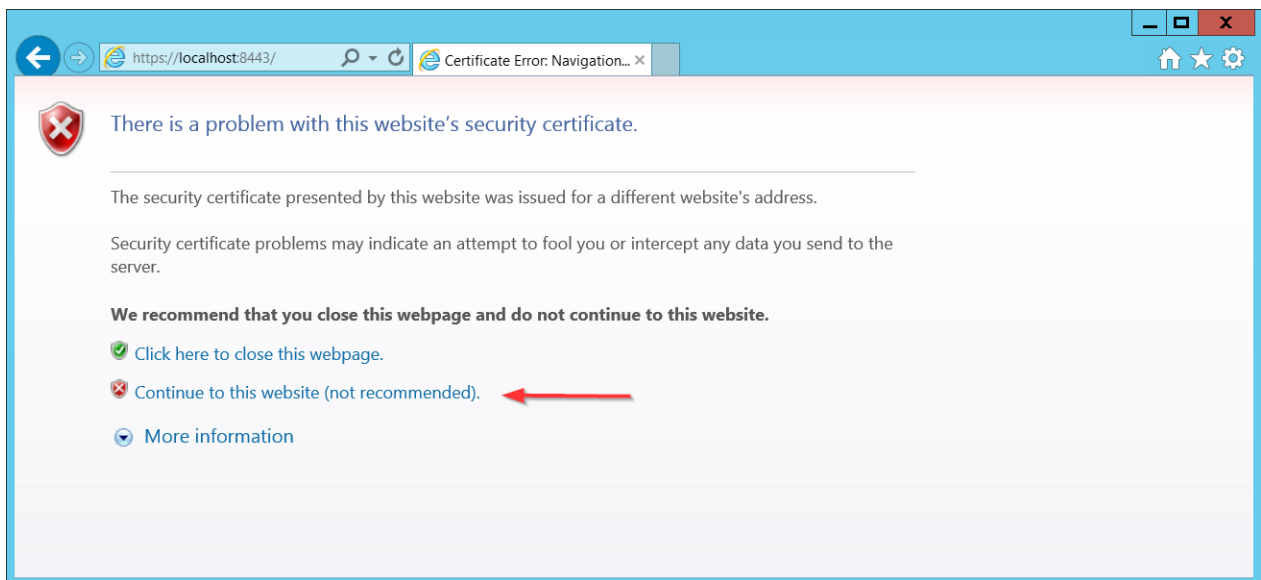 https://localhost:8443/
Certificate Error: Navigation...
There is a problem with this website's security certificate.
The security certificate presented by this website was issued for a different website's address.
Security certificate problems may indicate an attempt to fool you or intercept any data you send to the
server.
We recommend that you close this webpage and do not continue to this website.
Click here to close this webpage.
Continue to this website (not recommended).
More information